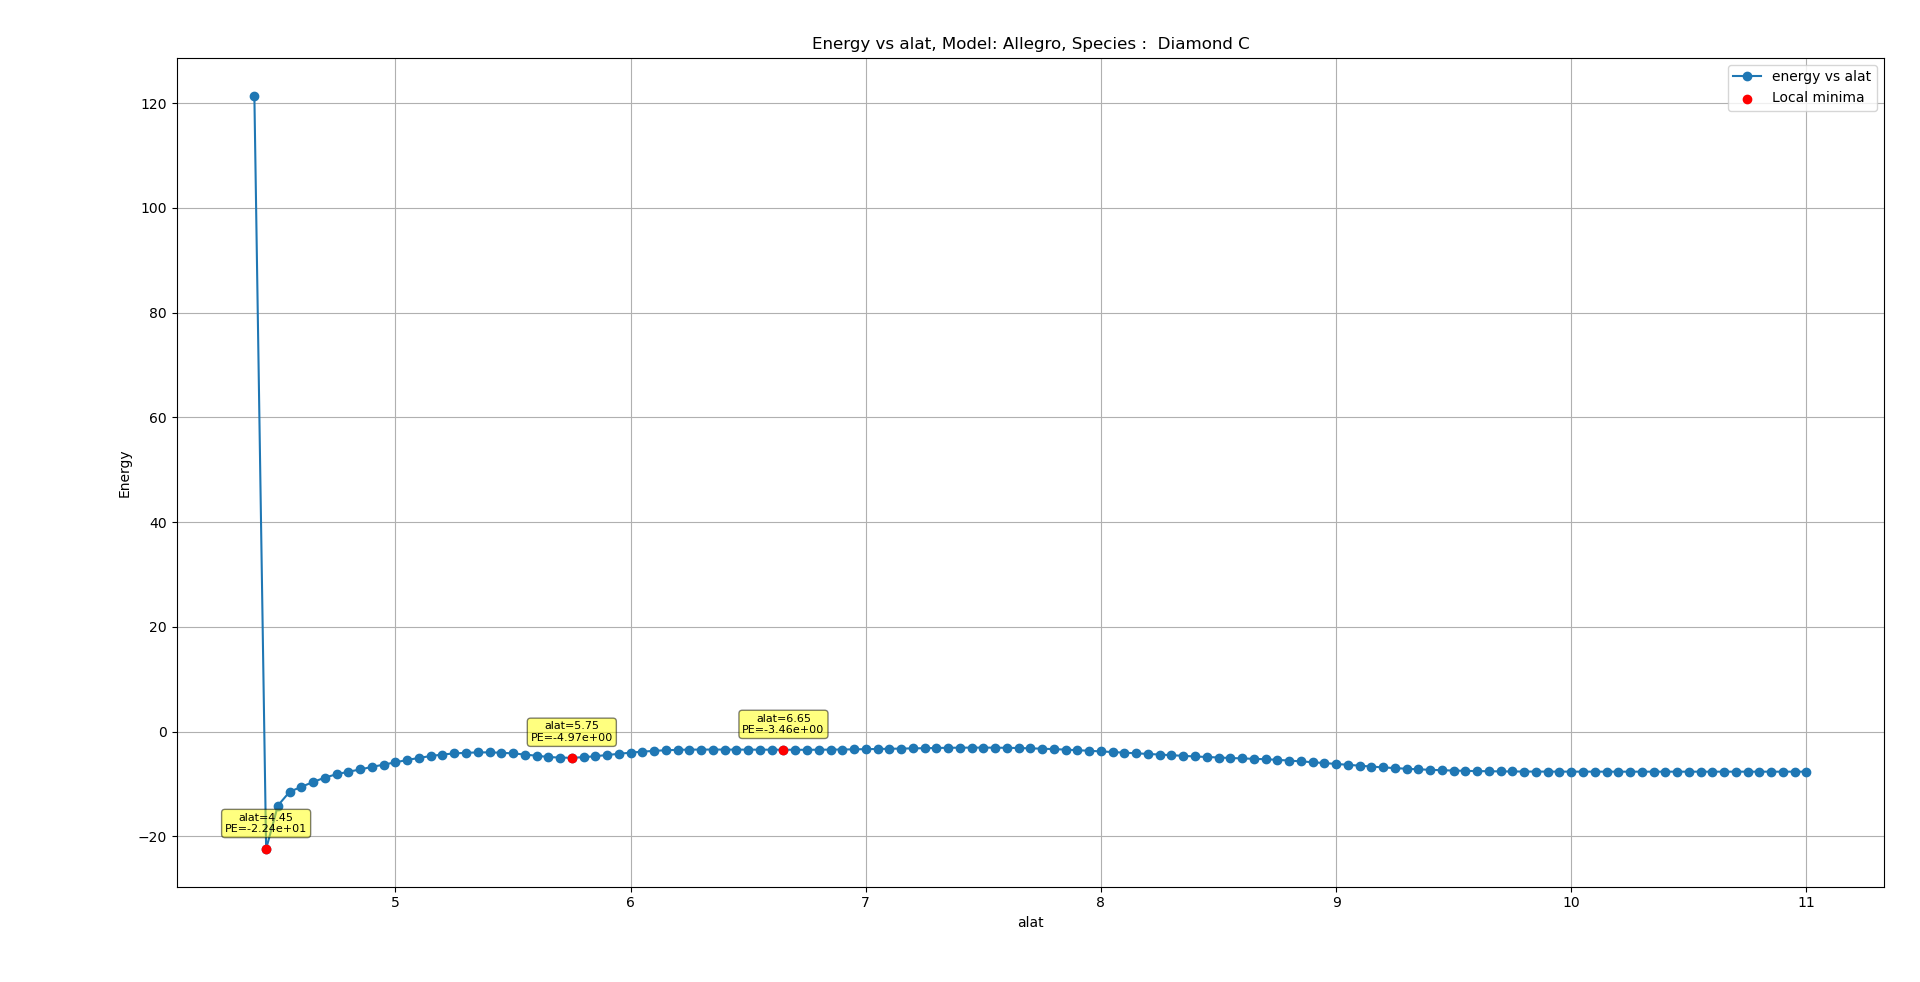 Energy vs alat, Model: Allegro, Species :  Diamond C
energy vs alat
Local minima
120
100
80
60
40
20
0
−20
Energy
alat=5.75
PE=-4.97e+00
alat=6.65
PE=-3.46e+00
alat=4.45
PE=-2.24e+01
5
6
7
8
9
10
11
alat